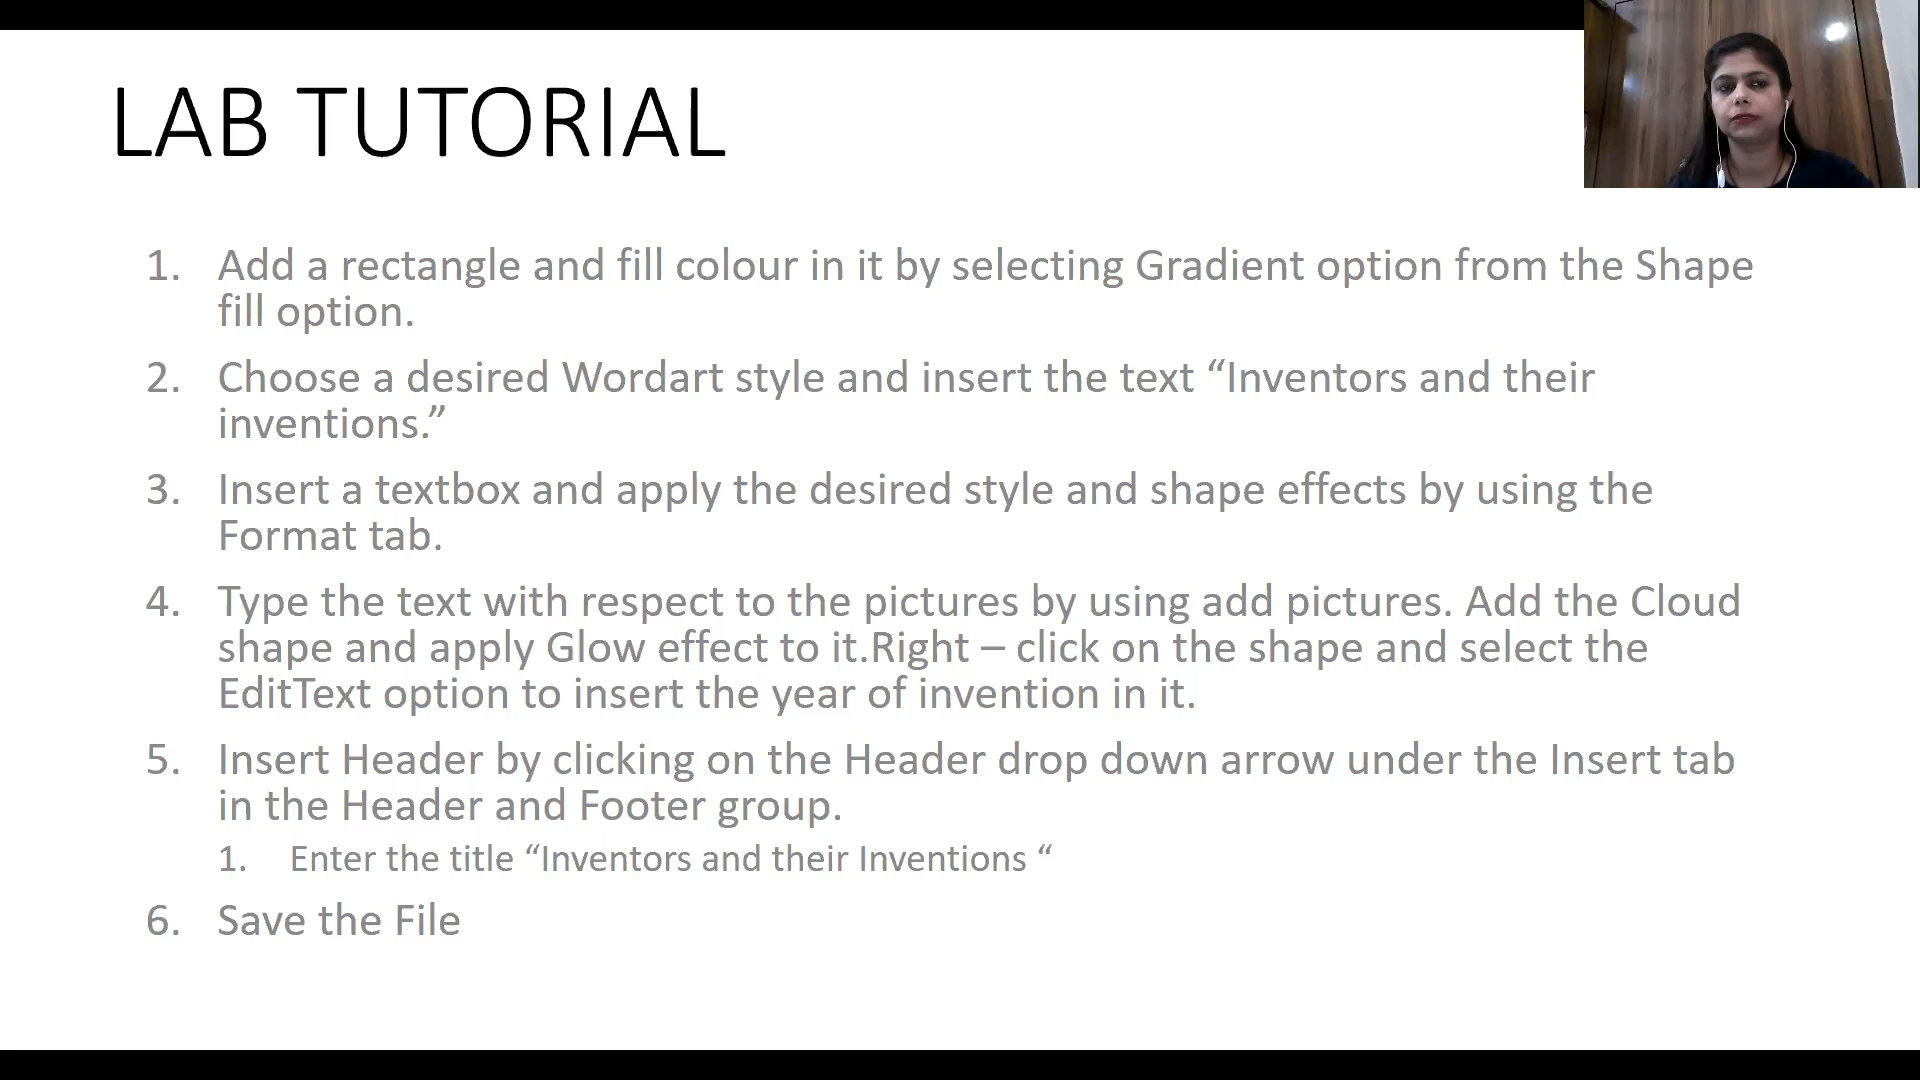 LAB TUTORIAL
1. Add a rectangle and fill colour in it by selecting Gradient option from the Shape
fill option.
2. Choose a desired Wordart style and insert the text “Inventors and their
inventions.”
3. Insert a textbox and apply the desired style and shape effects by using the
Format tab.
4. Type the text with respect to the pictures by using add pictures. Add the Cloud
shape and apply Glow effect to it.Right – click on the shape and select the
EditText option to insert the year of invention in it.
5. Insert Header by clicking on the Header drop down arrow under the Insert tab
in the Header and Footer group.
1. Enter the title “Inventors and their Inventions “
6. Save the File